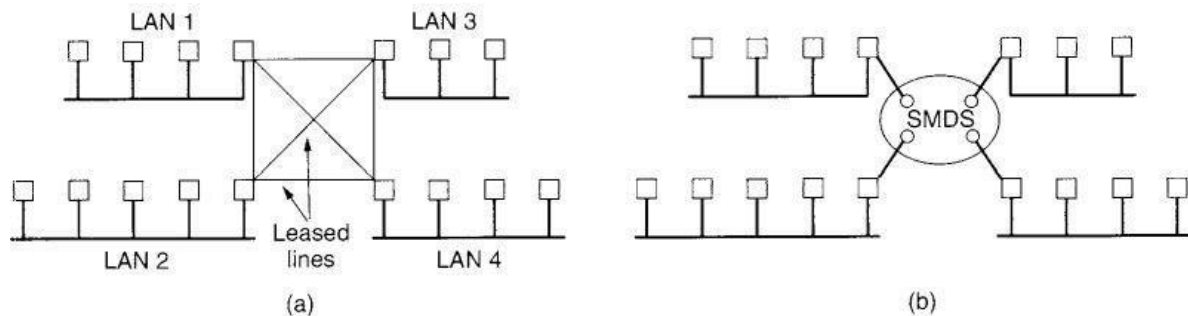 LAN 1
LAN 3
SMDS
Leased
lines
LAN 2
LAN 4
(a)
(b)